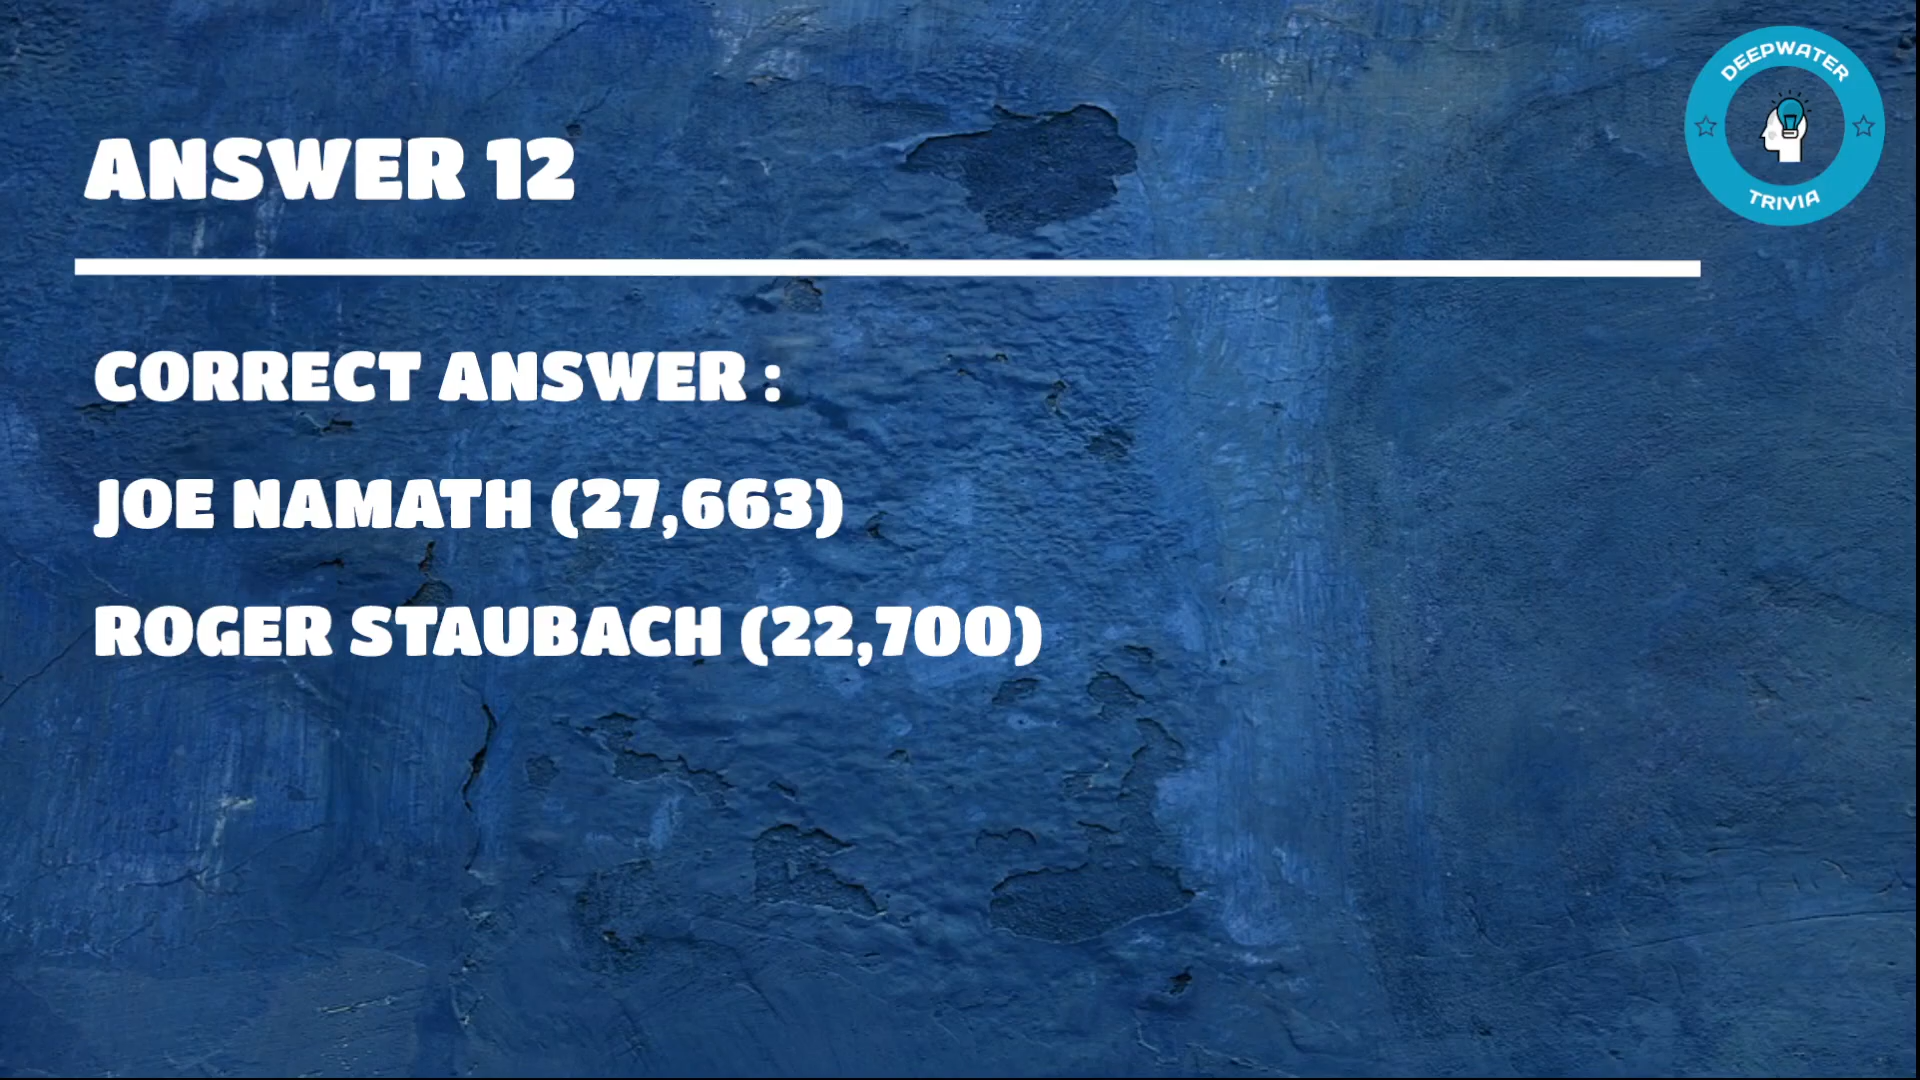 DEEPWATER
TRIVIA
ANSWER 12
CORRECT ANSWER :
JOE NAMATH (27,663)
ROGER STAUBACH (22,700)